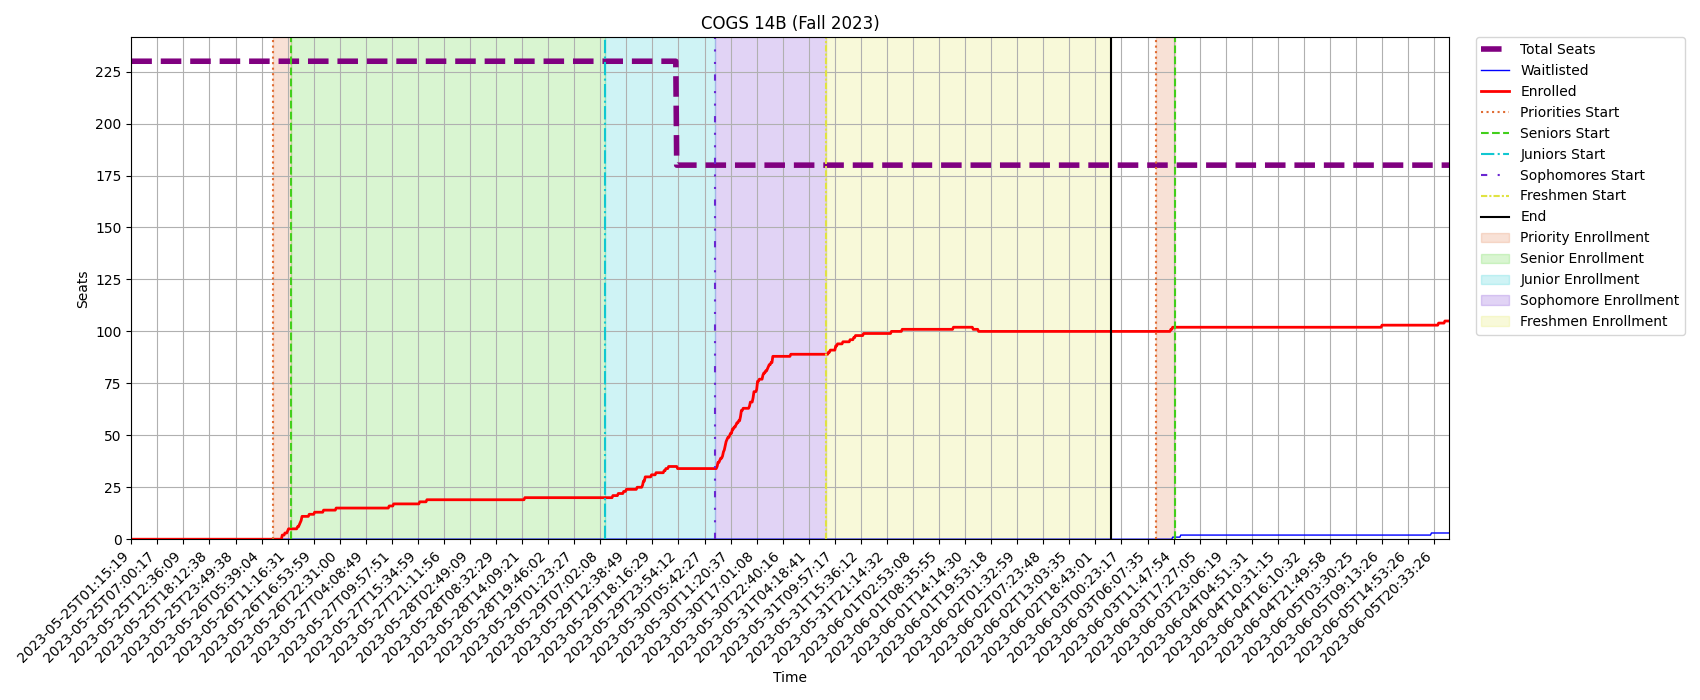 COGS 14B (Fall 2023)
Seats
225
200
175
150
125
100
75
50
25
0
2023-05-25T01:15:19
2023-05-25T07:00:17
2023-05-25T12:36:09
2023-05-25T18:12:38
2023-05-25T23:49:38
2023-05-26T05:39:04
2023-05-26T11:16:31
2023-05-26T16:53:59
2023-05-26T22:31:00
2023-05-27T04:08:49
2023-05-27T09:57:51
2023-05-27T15:34:59
2023-05-27T21:11:56
2023-05-28T02:49:09
2023-05-28T08:32:29
2023-05-28T14:09:21
2023-05-28T19:46:02
2023-05-29T01:23:27
2023-05-29T07:02:08
2023-05-29T12:38:49
2023-05-29T18:16:29
2023-05-29T23:54:12
2023-05-30T05:42:27
2023-05-30T11:20:37
2023-05-30T17:01:08
2023-05-30T22:40:16
2023-05-31T04:18:41
2023-05-31T09:57:17
2023-05-31T15:36:12
2023-05-31T21:14:32
2023-06-01T02:53:08
2023-06-01T08:35:55
2023-06-01T14:14:30
2023-06-01T19:53:18
2023-06-02T01:32:59
2023-06-02T07:23:48
2023-06-02T13:03:35
2023-06-02T18:43:01
2023-06-03T00:23:17
2023-06-03T06:07:35
2023-06-03T11:47:54
2023-06-03T17:27:05
2023-06-03T23:06:19
2023-06-04T04:51:31
2023-06-04T10:31:15
2023-06-04T16:10:32
2023-06-04T21:49:58
2023-06-05T03:30:25
2023-06-05T09:13:26
2023-06-05T14:53:26
2023-06-05T20:33:26
Time
Total Seats
Waitlisted
Enrolled
Priorities Start
Seniors Start
Juniors Start
Sophomores Start
Freshmen Start
End
Priority Enrollment
Senior Enrollment
Junior Enrollment
Sophomore Enrollment
Freshmen Enrollment